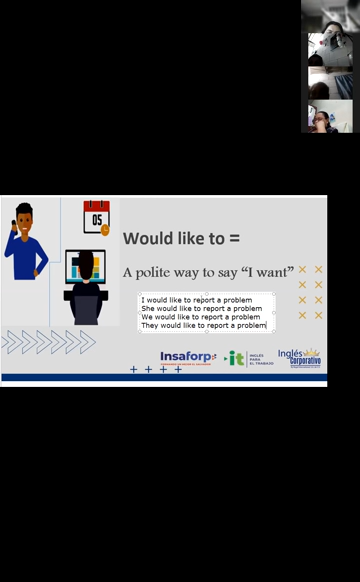 05
Would like to =
A polite way to say “I want”
I would like to report a problem
She would like to report a problem
We would like to report a problem
They would like to report a problem
Insaforp
it
INGLÉS
PARA
EL TRABAJO
Inglés
Corporativo